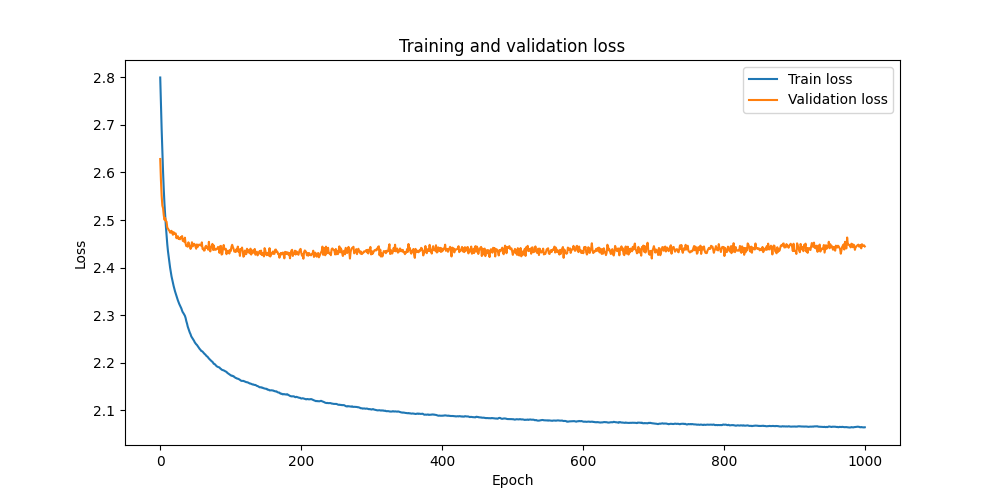 Training and validation loss
Train loss
Validation loss
2.8
2.7
2.6
2.5
2.4
2.3
2.2
2.1
Loss
0 200 400 600 800 1000
Epoch